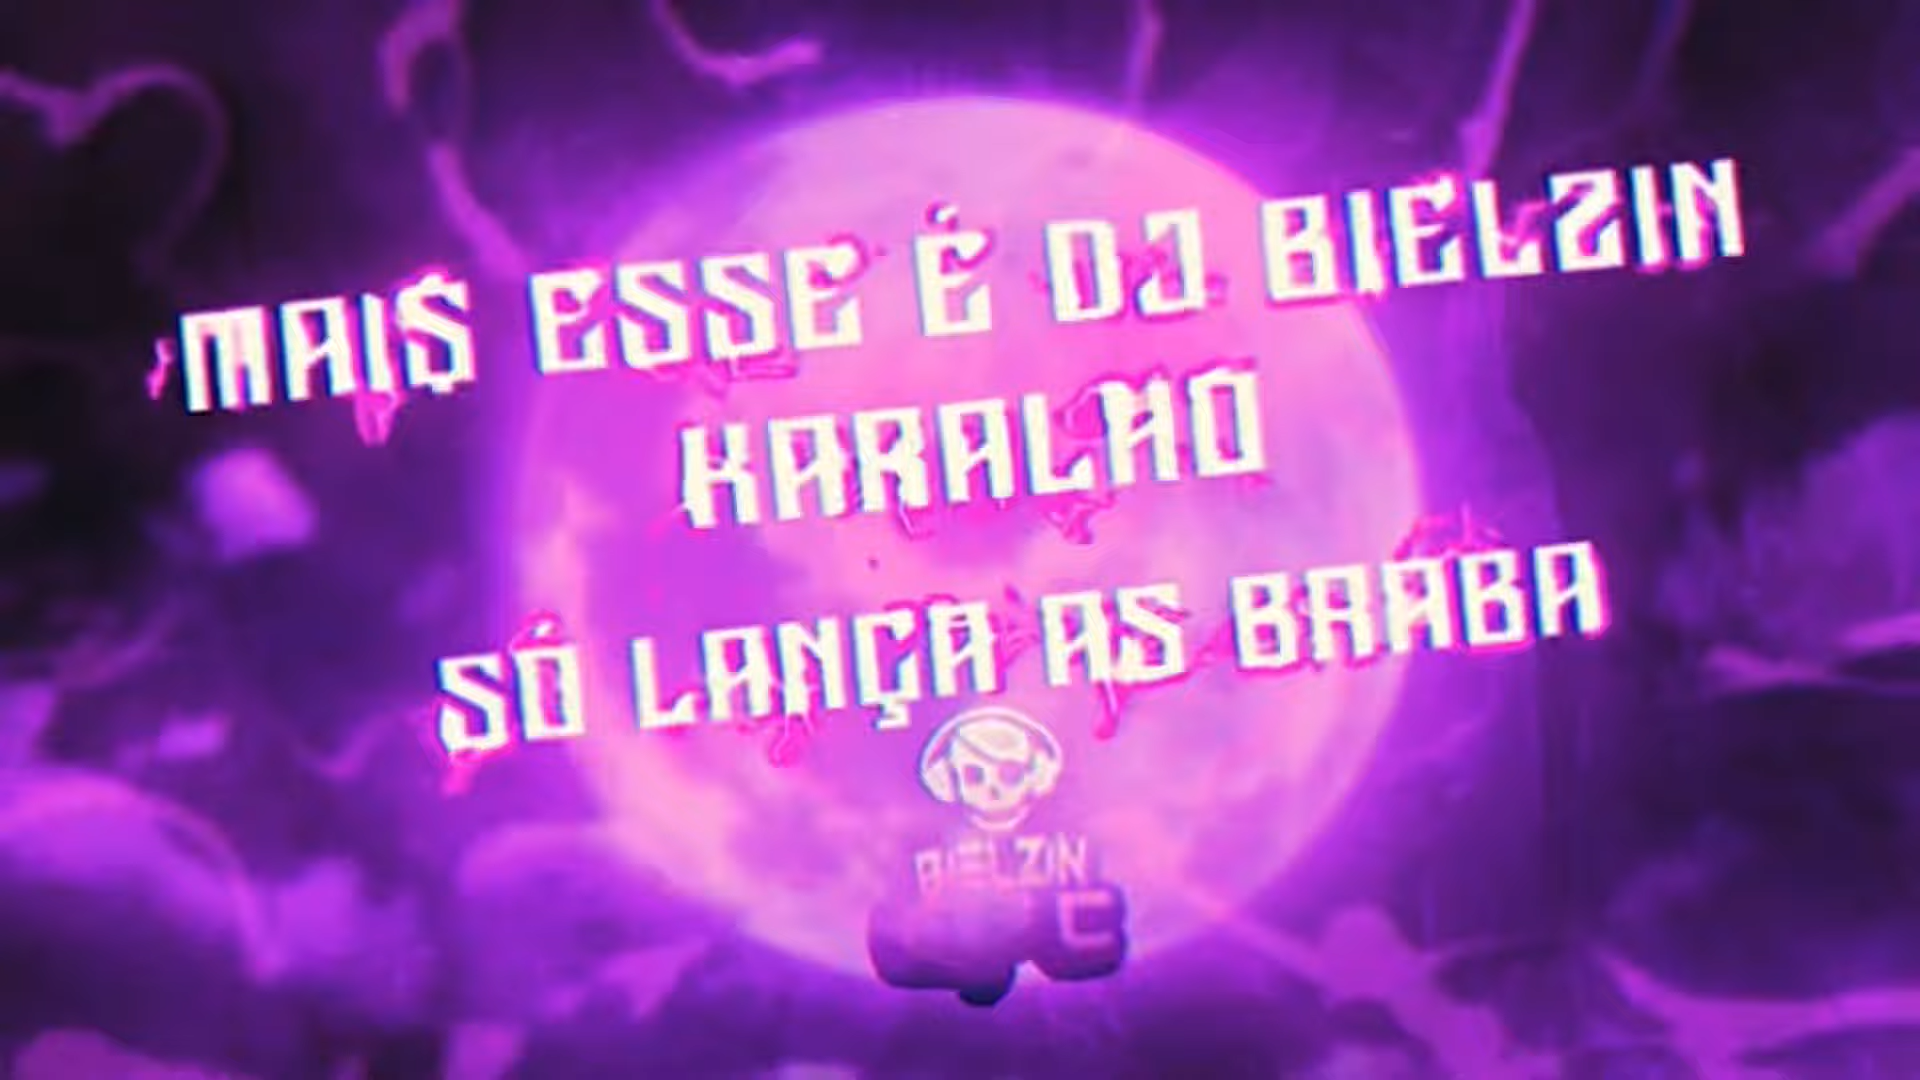 MAIS ESSE É DJ BIELZIN
KARALHO
SÓ LANÇA AS BRABA
BIELZIN